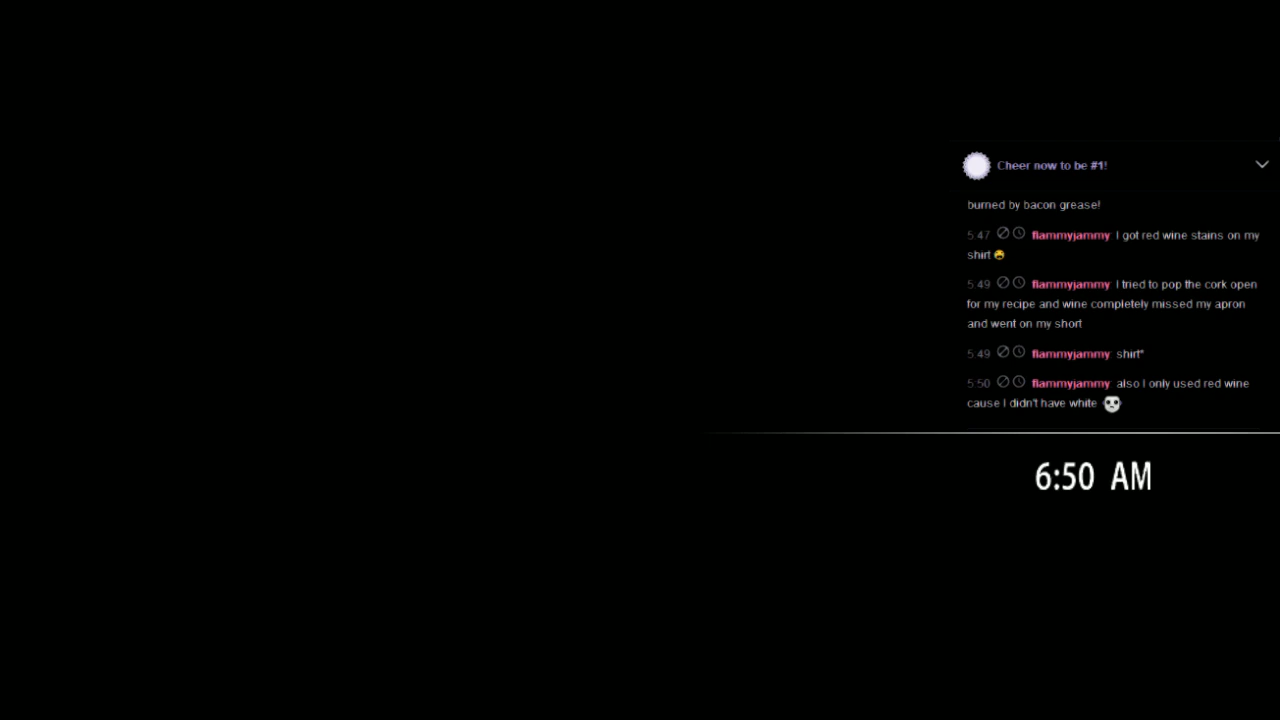 Cheer now to be #1!
burned by bacon grease!
5:47 flammyjammy I got red wine stains on my
shirt
5:49 flammyjammy I tried to pop the cork open
for my recipe and wine completely missed my apron
and went on my short
5:49 flammyjammy shirt*
5:50 flammyjammy also I only used red wine
cause I didn't have white
6:50 AM